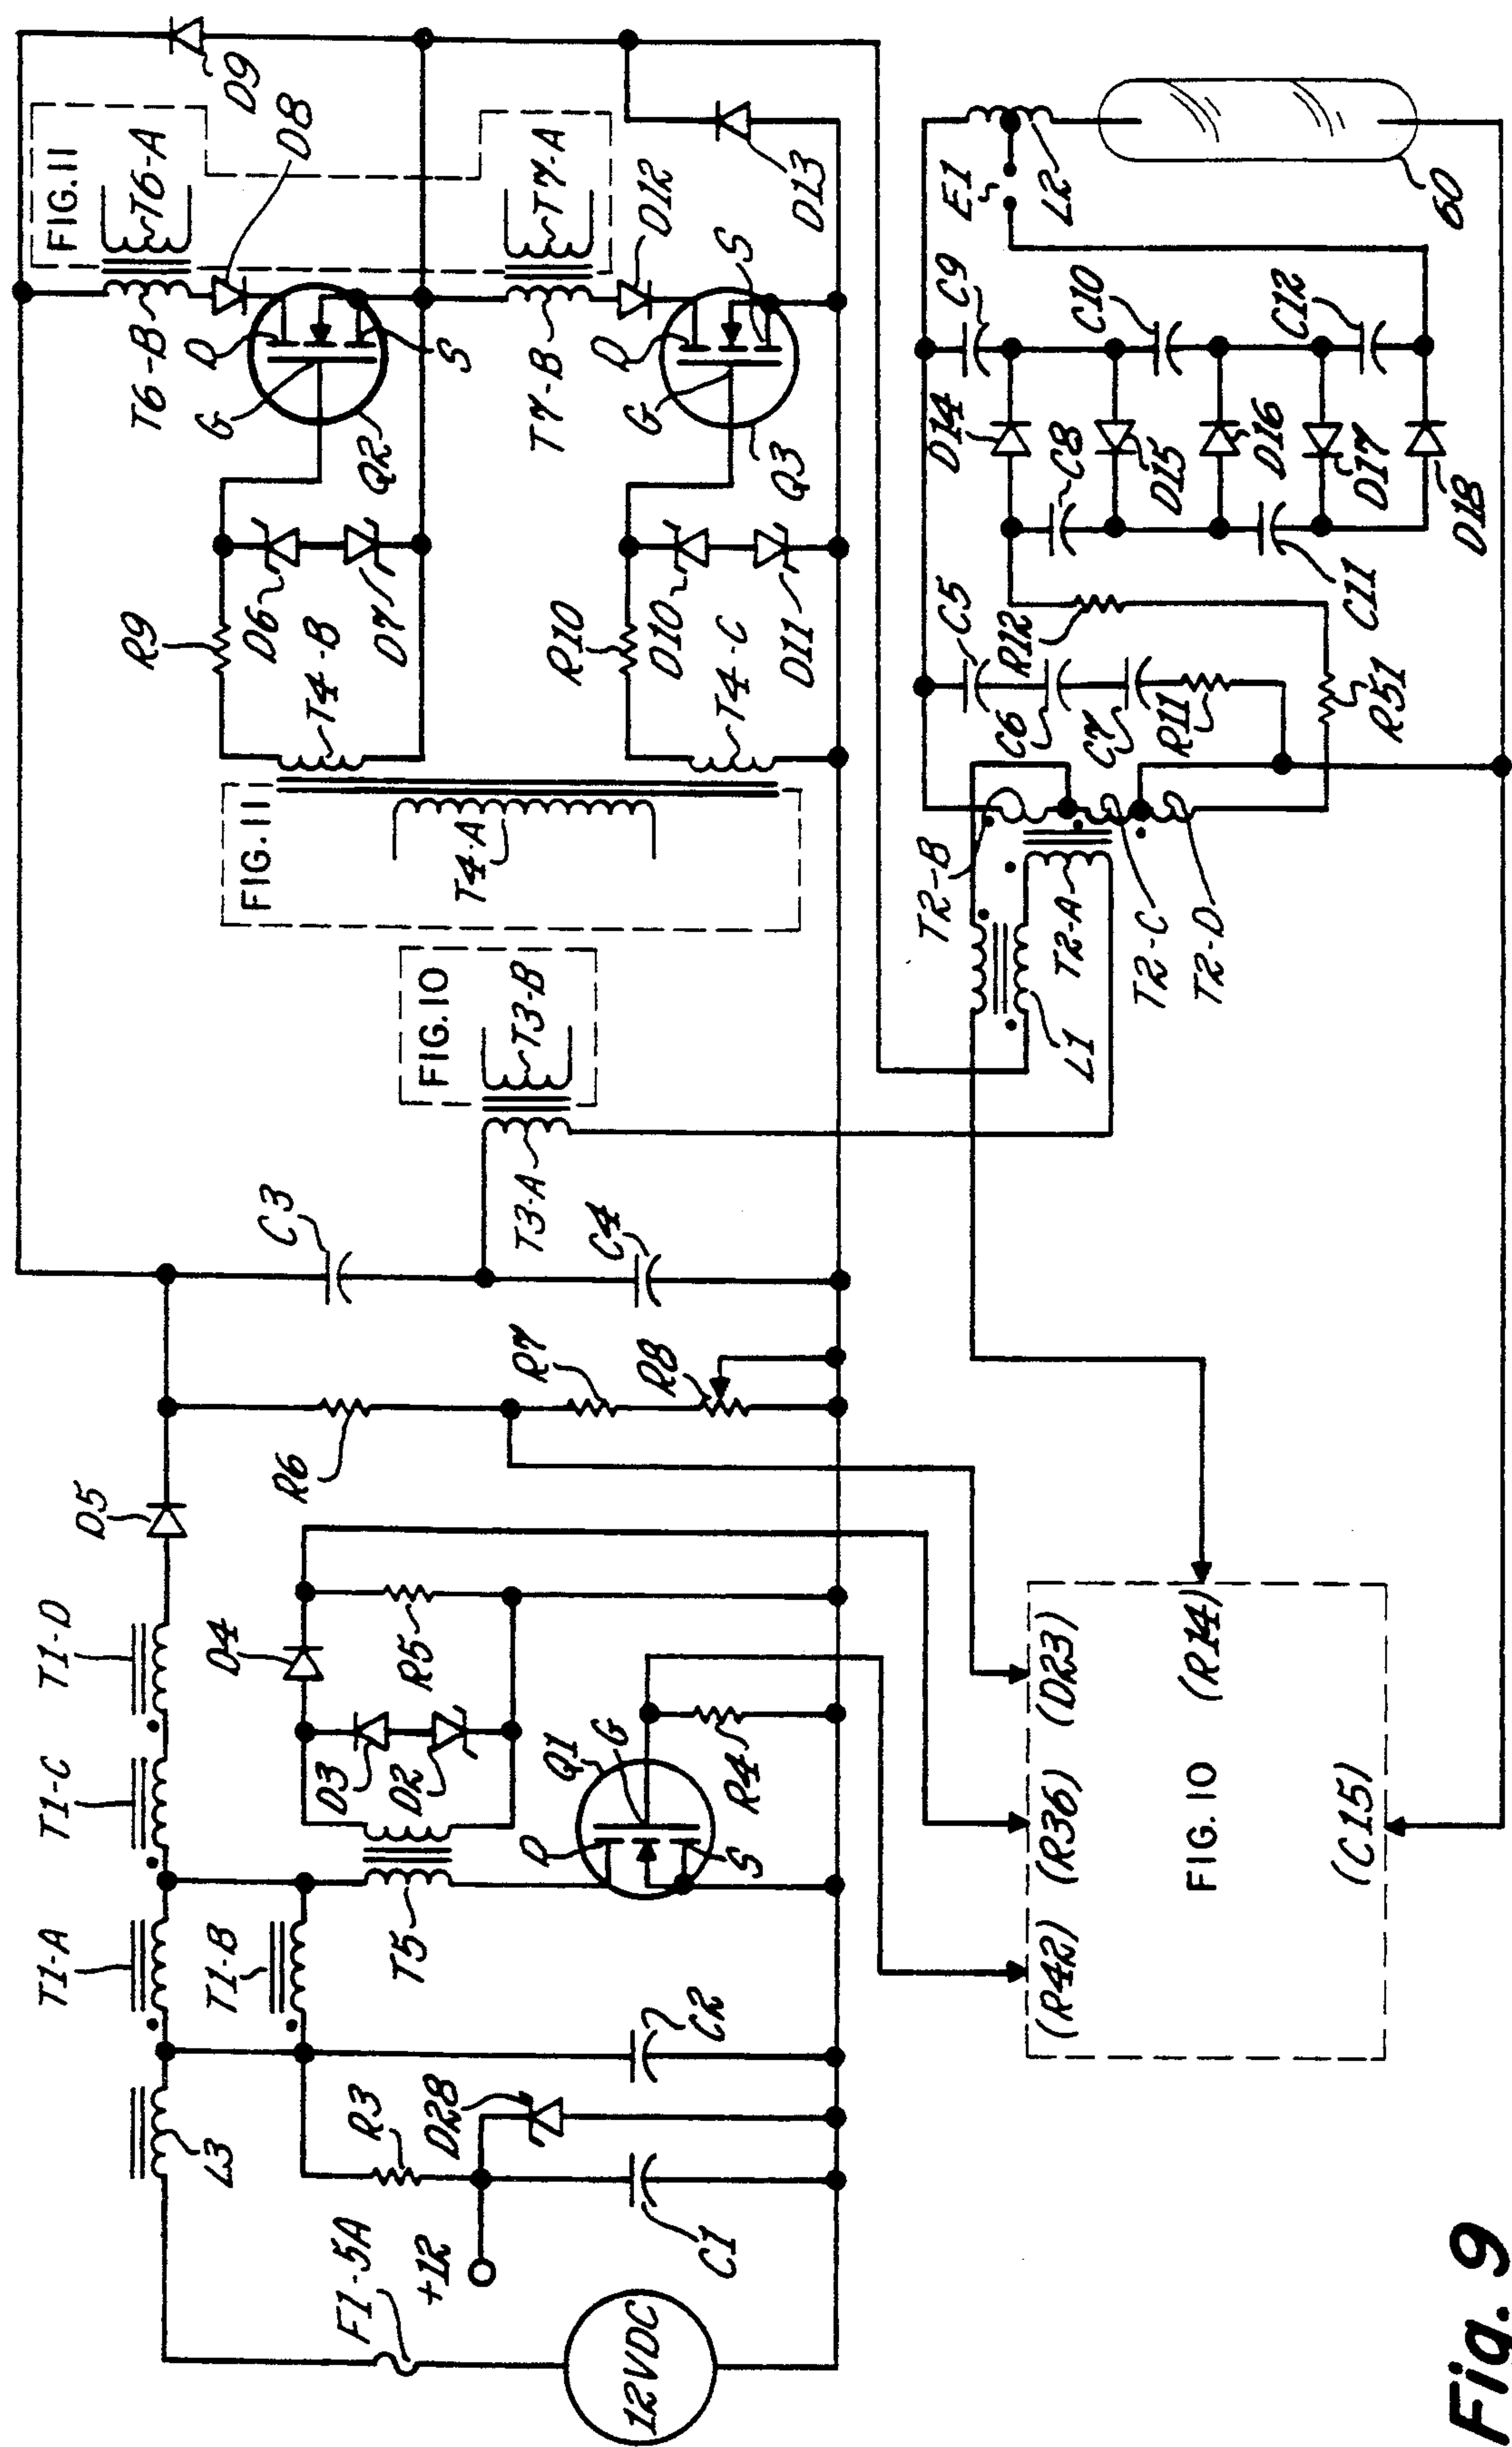 T1-A
T1-C
T1-D
D5
L3
T1-B
D4
R6
C3
F1-5A
R3
D28
+12
12VDC
C1
C2
T5
D3
D2
R5
Q1
D
G
S
R4
R7
R8
C4
T3-A
FIG. 10
T3-B
FIG. 11
T4-A
R9
D6
T4-B
D7
R10
D10
T4-C
D11
Q2
G
D
S
T6-B
FIG. 11
T6-A
D8
D9
T7-B
T7-A
D12
Q3
G
D
S
D13
(R42)
(R36)
(D23)
(R14)
FIG. 10
(C15)
L1
T2-B
T2-A
T2-C
T2-D
C5
C6
C7
R11
R12
R51
C8
C11
D14
D15
D16
D17
D18
C9
C10
C12
E1
L2
60
Fig. 9